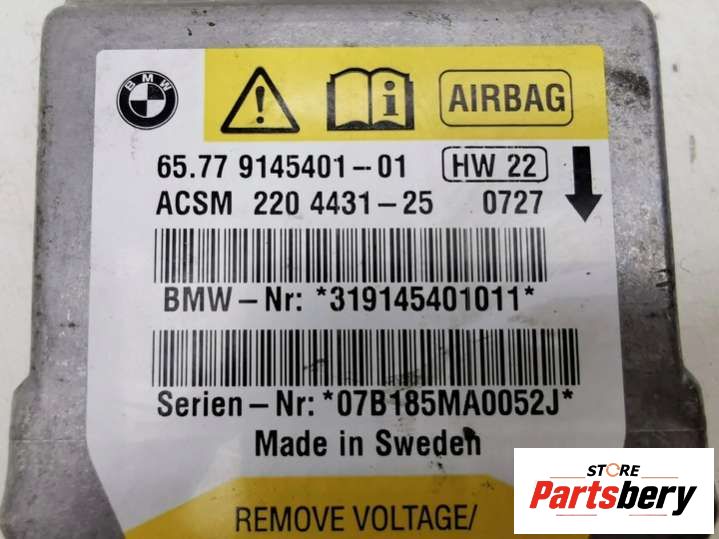 BMW
AIRBAG
65.77 9145401-01 HW 22
ACSM 220 4431-25 0727
BMW-Nr: *319145401011*
Serien-Nr: *07B185MA0052J*
Made in Sweden
REMOVE VOLTAGE/
STORE
Partsbery